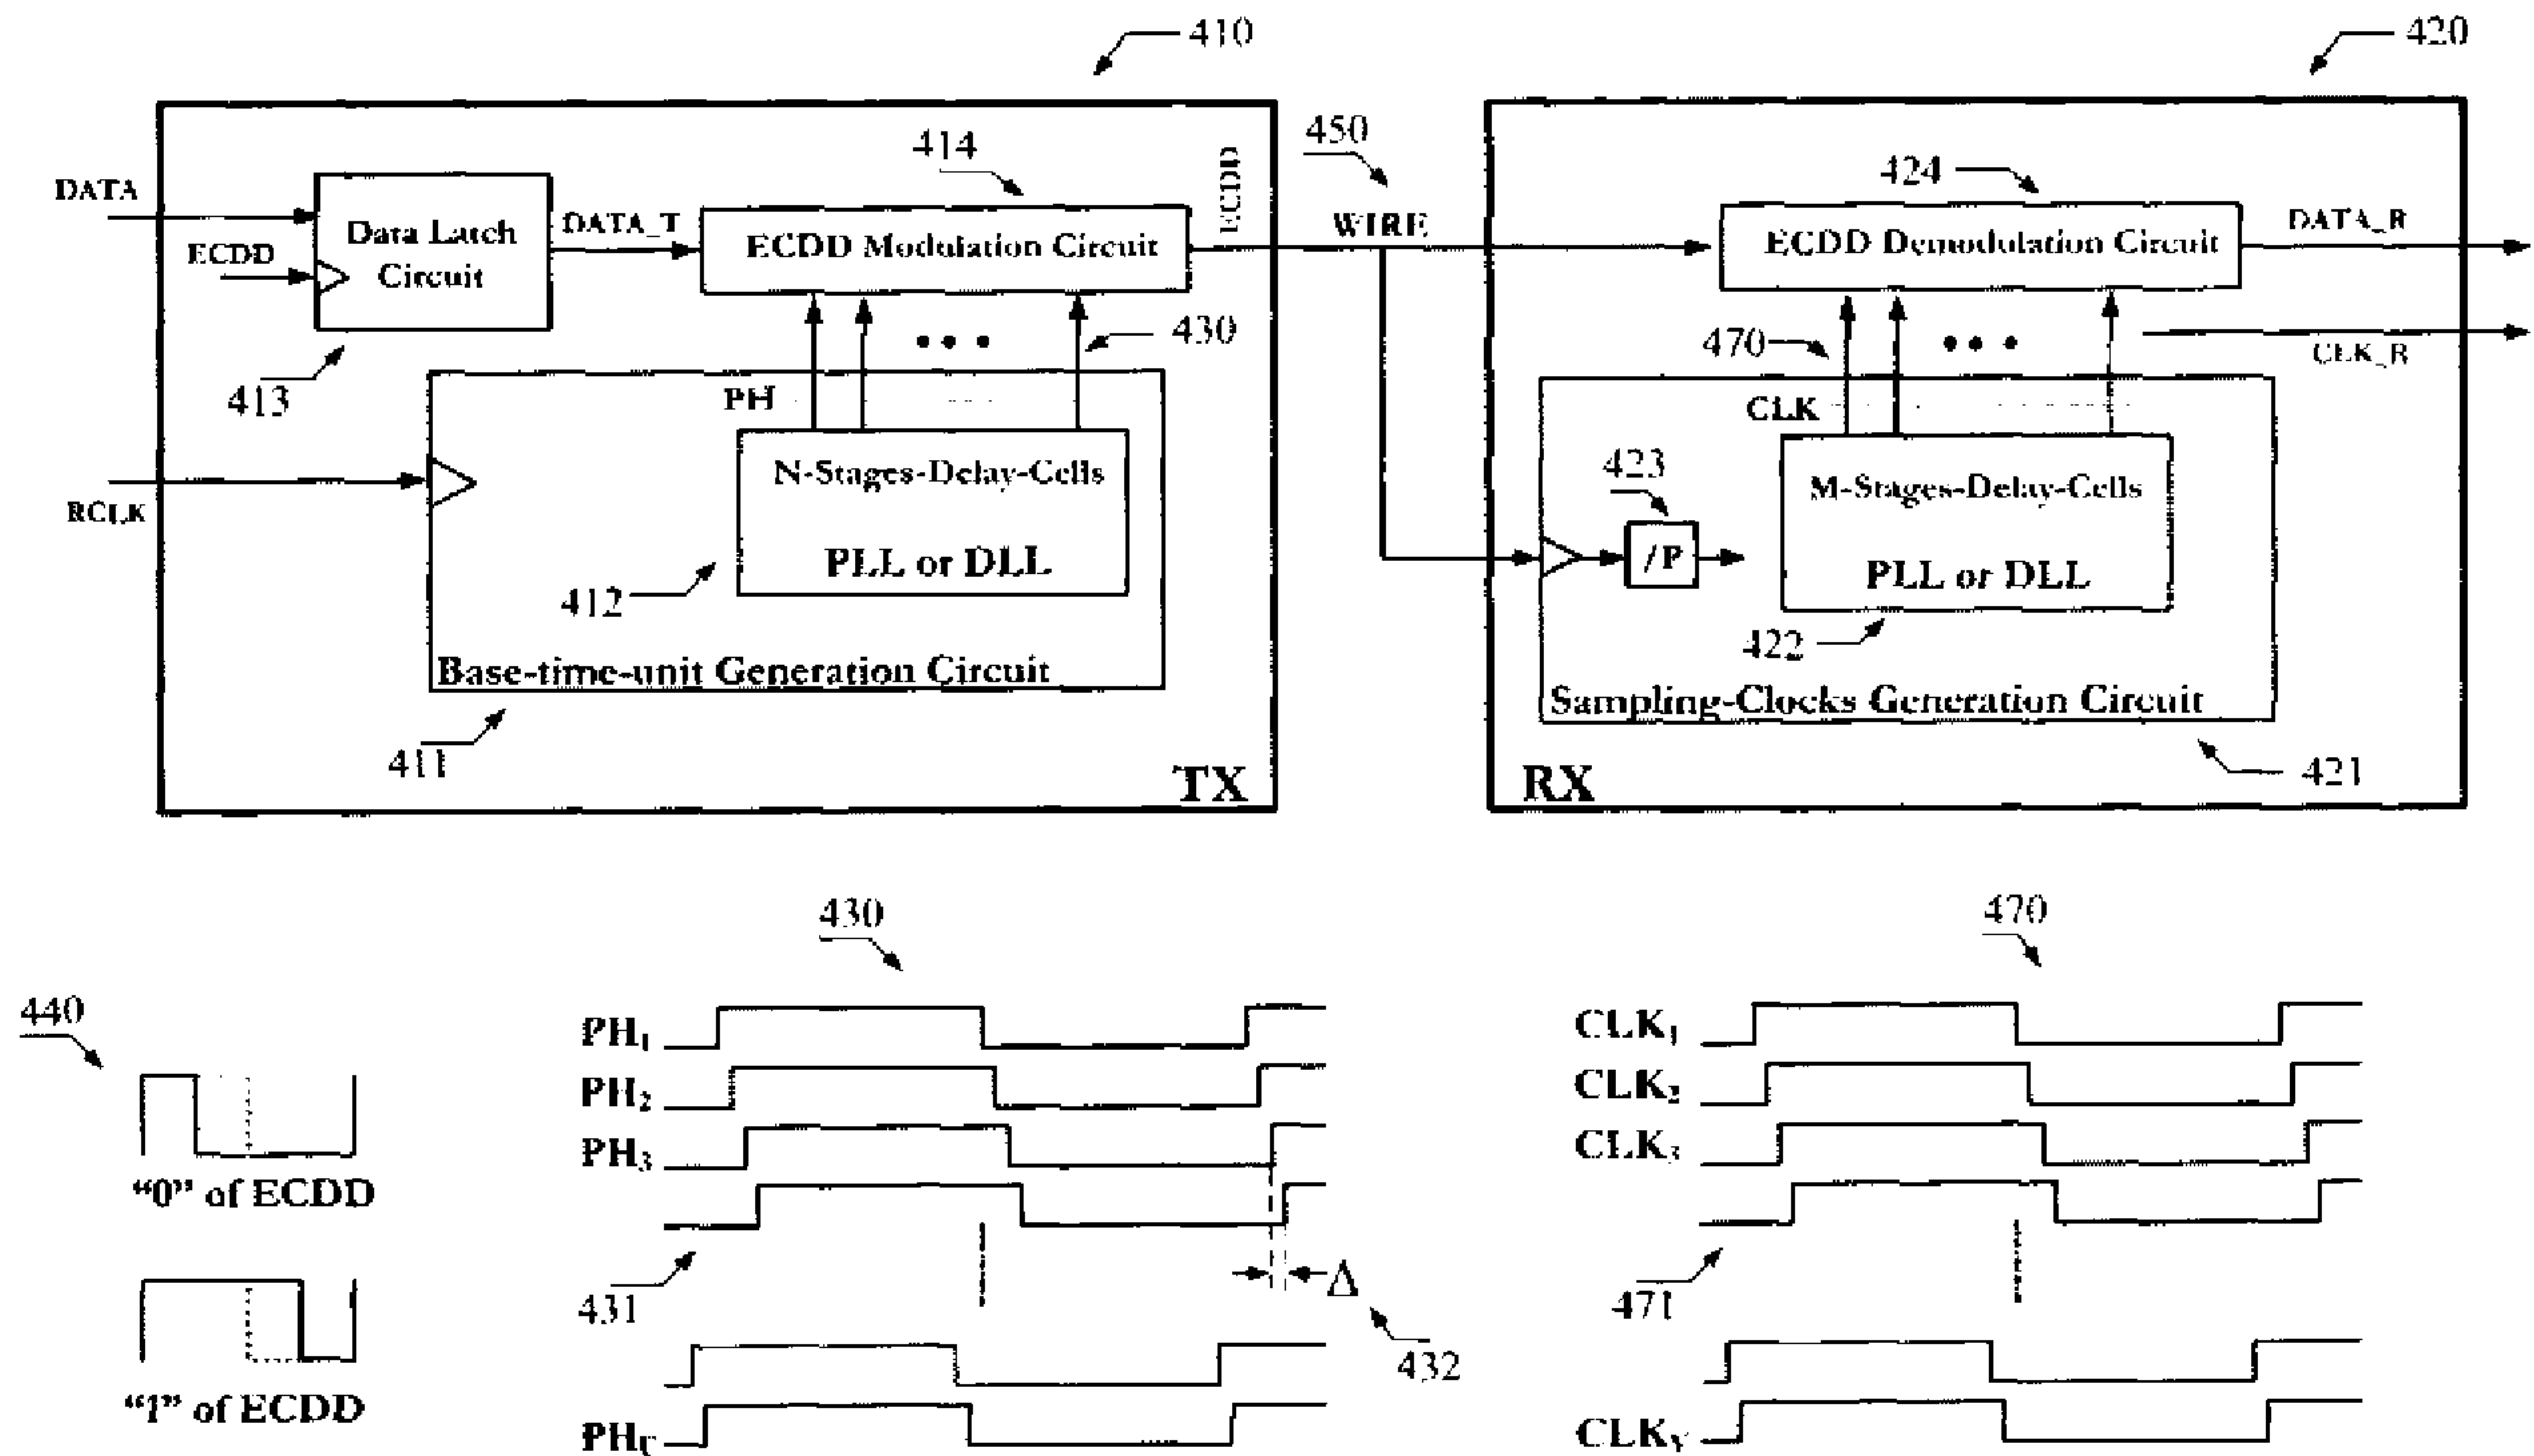 410
420
414
450
424
DATA
Data Latch
Circuit
ECDD
DATA_T
ECDD Modulation Circuit
ECDD
WIRE
ECDD Demodulation Circuit
DATA_R
413
430
470
CLK_R
PH
CLK
RCLK
N-Stages-Delay-Cells
PLL or DLL
412
423
/P
M-Stages-Delay-Cells
PLL or DLL
422
Base-time-unit Generation Circuit
Sampling-Clocks Generation Circuit
411
TX
RX
421
430
470
440
PH₁
PH₂
PH₃
CLK₁
CLK₂
CLK₃
"0" of ECDD
431
Δ
432
471
"1" of ECDD
PH
CLK